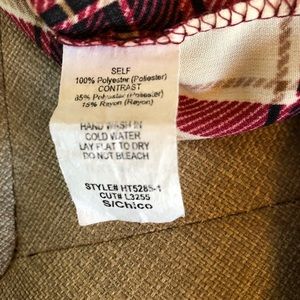 SELF
100% Polyester (Poliester)
CONTRAST
85% Polyester (Poliester)
15% Rayon (Rayon)
HAND WASH IN
COLD WATER
LAY FLAT TO DRY
DO NOT BLEACH
STYLE# HT5285-1
CUT# L3255
S/Chico